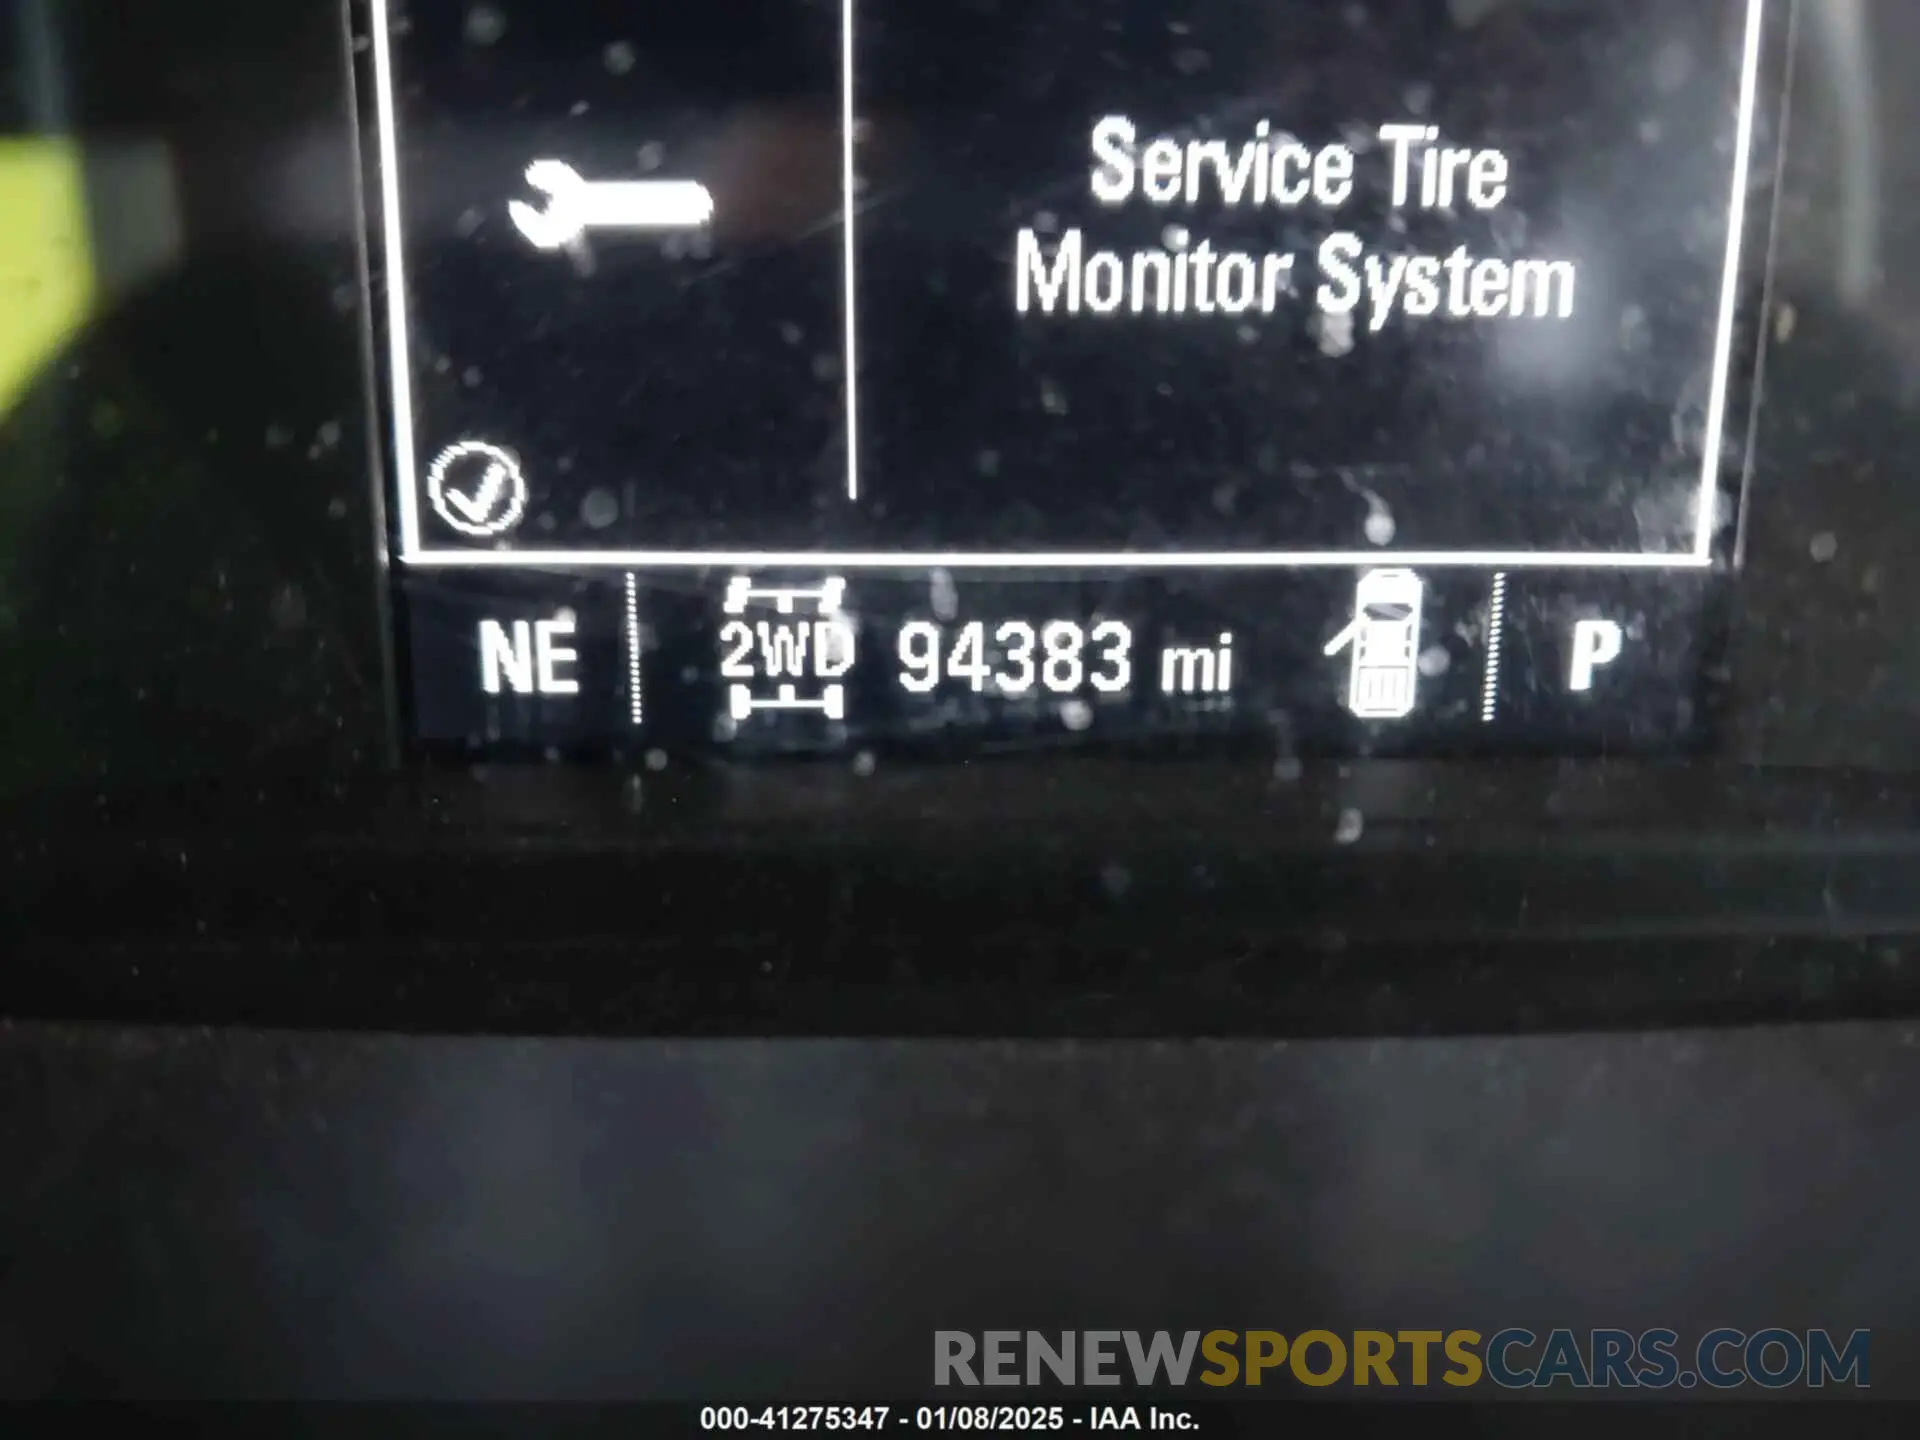 Service Tire
Monitor System
NE 2WD 94383 mi P
RENEWSPORTSCARS.COM
000-41275347 - 01/08/2025 - IAA Inc.